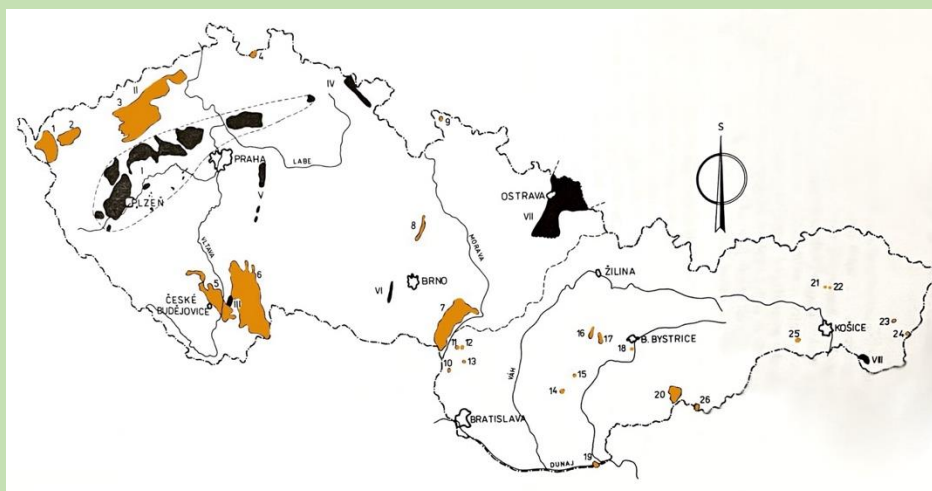 S
4
II
IV
3
9
1
2
PRAHA
LABE
I
OSTRAVA
V
PLZEŇ
VII
8
MORAVA
VLTAVA
5
6
ŽILINA
VI
BRNO
21
22
ČESKÉ BUDĚJOVICE
III
7
16
17
B. BYSTRICE
KOŠICE
23
24
25
11
12
18
10
13
VIII
15
VÁH
14
20
26
BRATISLAVA
DUNAJ
19